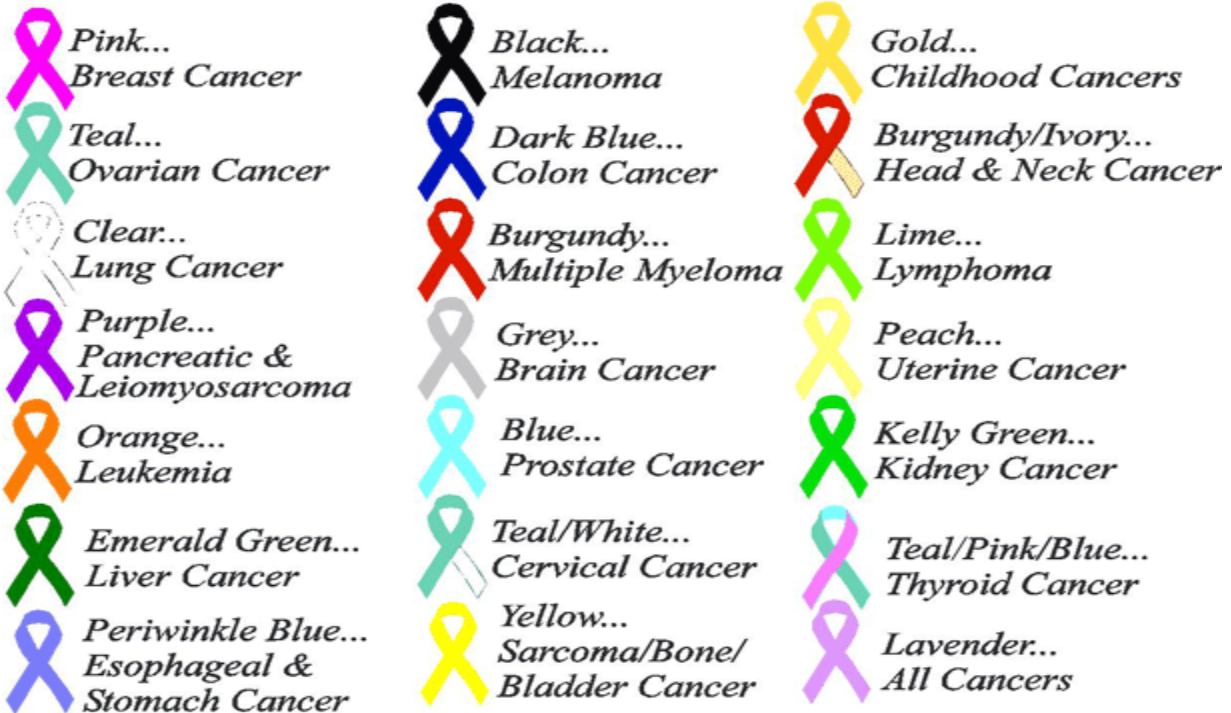 Pink...
Breast Cancer
Black...
Melanoma
Gold...
Childhood Cancers
Teal...
Ovarian Cancer
Dark Blue...
Colon Cancer
Burgundy/Ivory...
Head & Neck Cancer
Clear...
Lung Cancer
Burgundy...
Multiple Myeloma
Lime...
Lymphoma
Purple...
Pancreatic &
Leiomyosarcoma
Grey...
Brain Cancer
Peach...
Uterine Cancer
Orange...
Leukemia
Blue...
Prostate Cancer
Kelly Green...
Kidney Cancer
Emerald Green...
Liver Cancer
Teal/White...
Cervical Cancer
Teal/Pink/Blue...
Thyroid Cancer
Periwinkle Blue...
Esophageal &
Stomach Cancer
Yellow...
Sarcoma/Bone/
Bladder Cancer
Lavender...
All Cancers